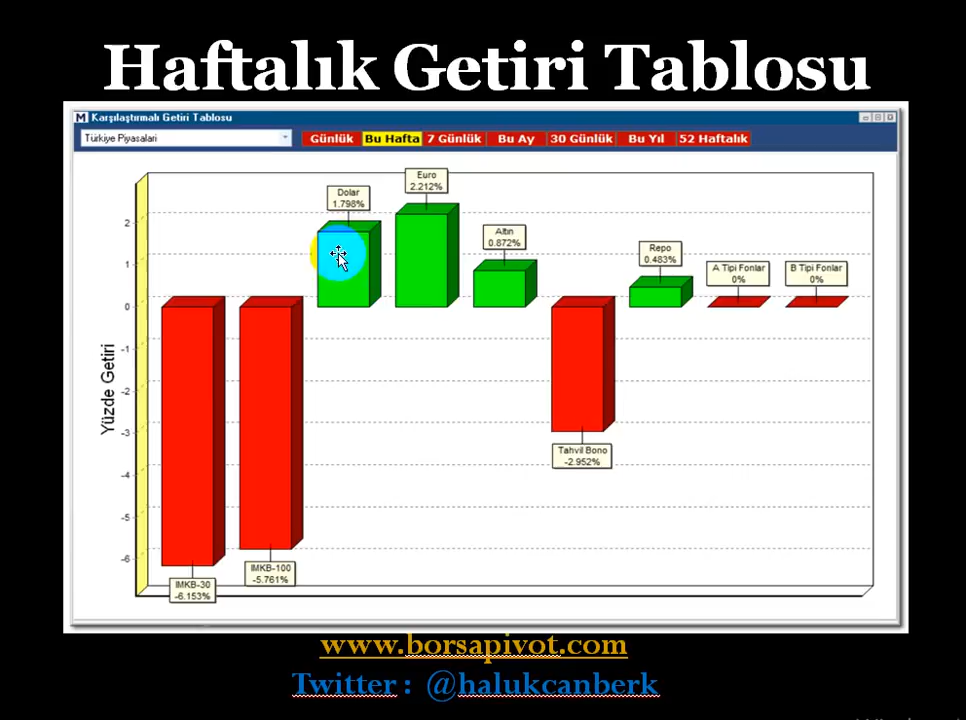 Haftalık Getiri Tablosu
M Karşılaştırmalı Getiri Tablosu
Türkiye Piyasalari
Günlük Bu Hafta 7 Günlük Bu Ay 30 Günlük Bu Yıl 52 Haftalık
Euro
2.212%
Dolar
1.798%
Altın
0.872%
Repo
0.483%
A Tipi Fonlar
0%
B Tipi Fonlar
0%
2
1
0
-1
-2
-3
-4
-5
-6
Yüzde Getiri
Tahvil Bono
-2.952%
IMKB-100
-5.761%
IMKB-30
-6.153%
www.borsapivot.com
Twitter : @halukcanberk